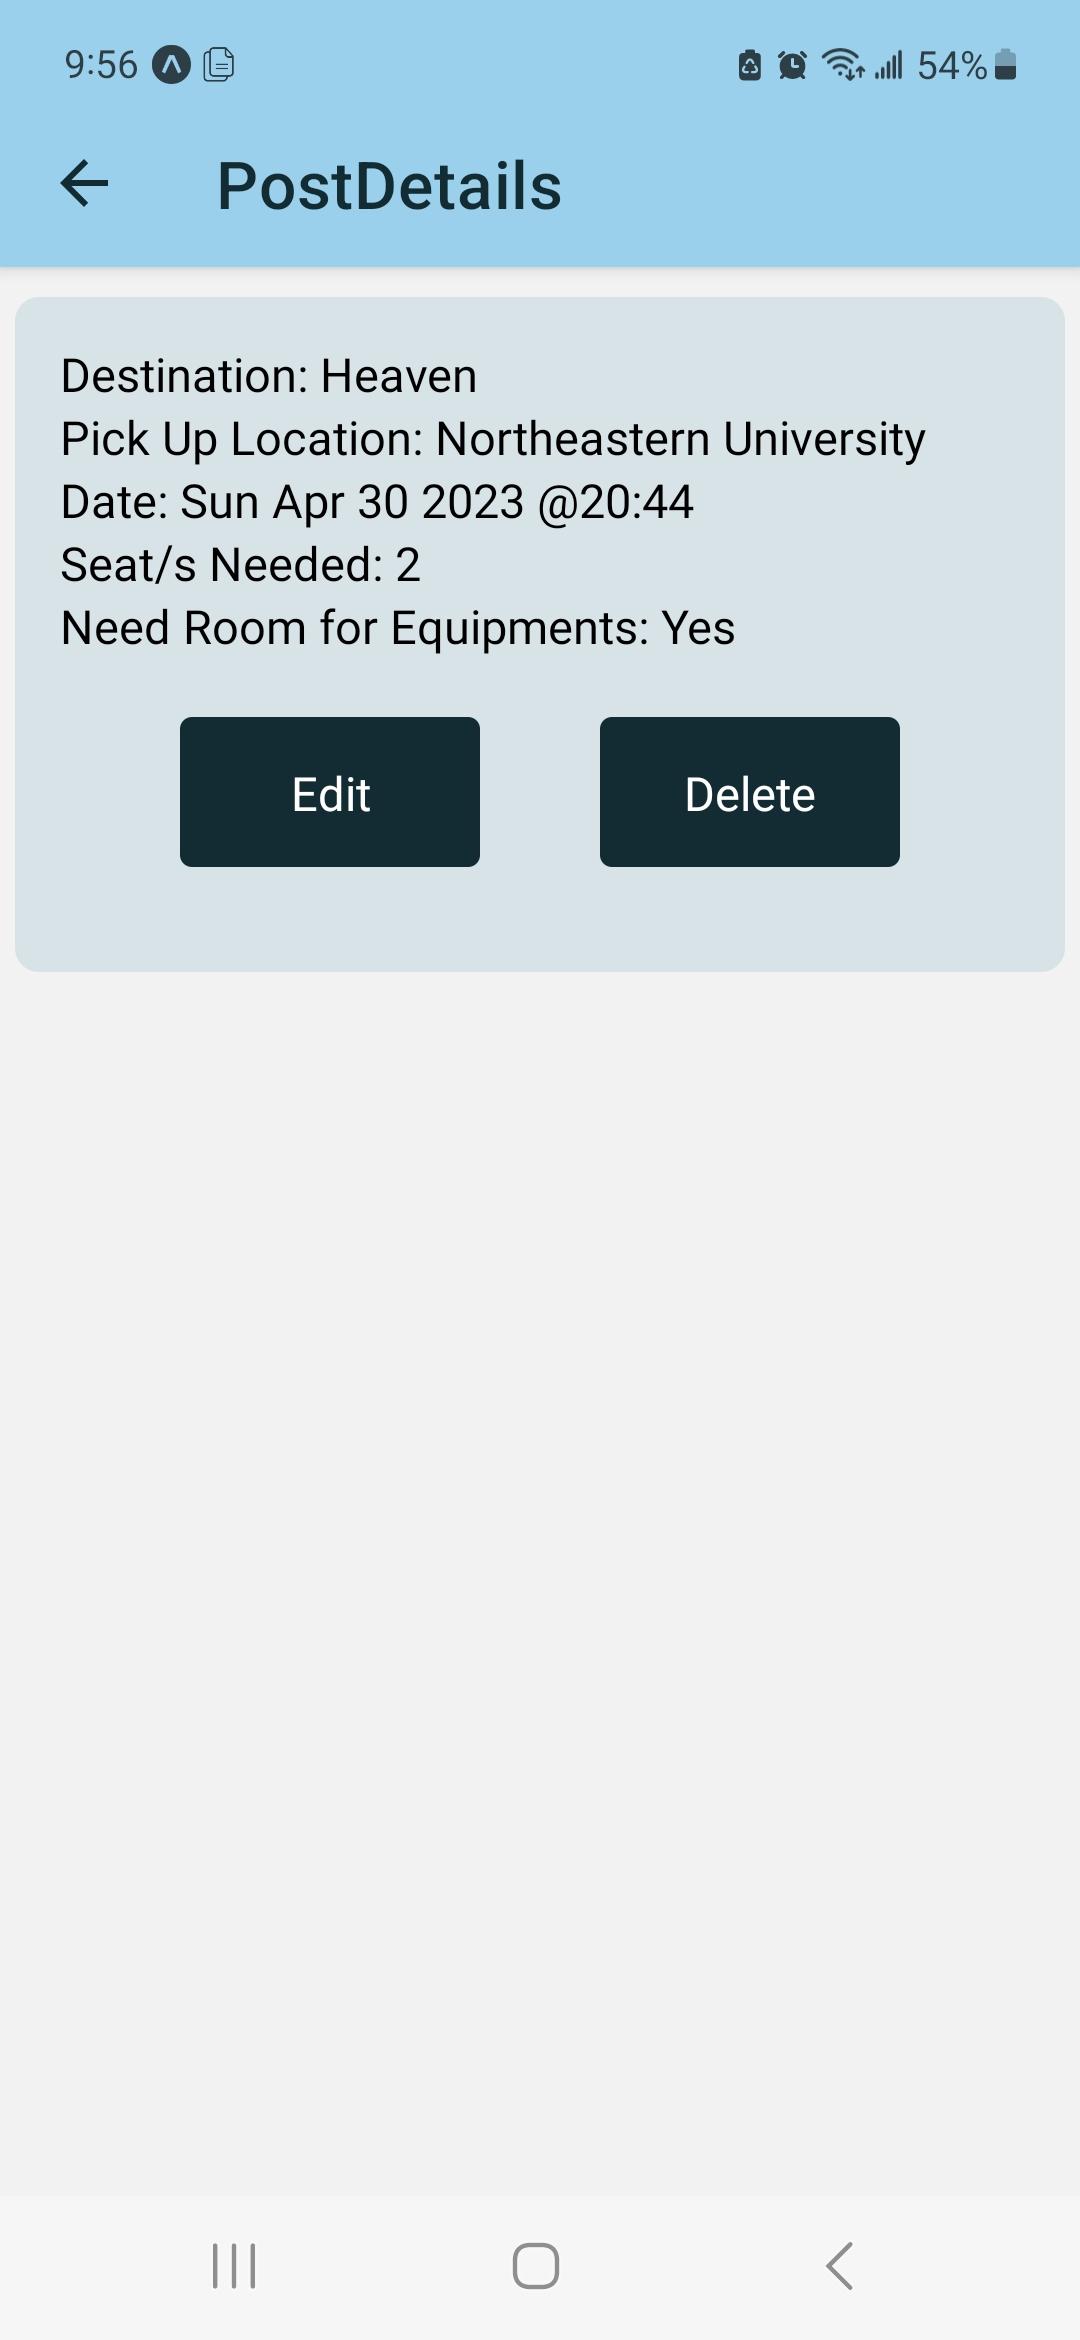 9:56 54%
PostDetails
Destination: Heaven
Pick Up Location: Northeastern University
Date: Sun Apr 30 2023 @20:44
Seat/s Needed: 2
Need Room for Equipments: Yes
Edit Delete